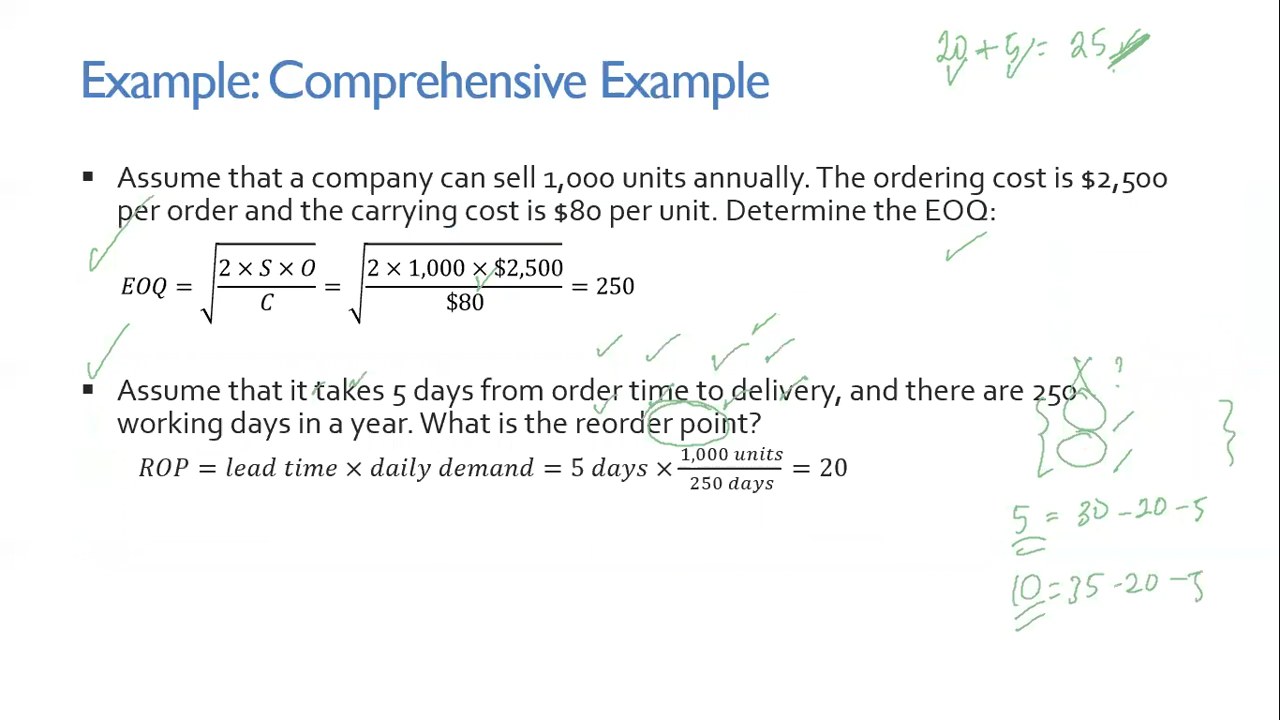 20 + 5 = 25
Example: Comprehensive Example
▪ Assume that a company can sell 1,000 units annually. The ordering cost is $2,500
per order and the carrying cost is $80 per unit. Determine the EOQ:
EOQ = √(2 × S × O / C) = √(2 × 1,000 × $2,500 / $80) = 250
▪ Assume that it takes 5 days from order time to delivery, and there are 250
working days in a year. What is the reorder point?
?
ROP = lead time × daily demand = 5 days × 1,000 units / 250 days = 20
5 = 30 - 20 - 5
10 = 35 - 20 - 5